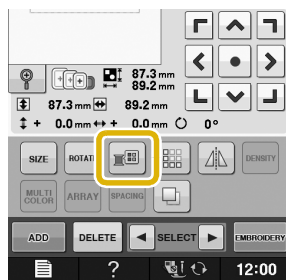 87.3 mm
89.2 mm
87.3 mm 89.2 mm
+ 0.0 mm + 0.0 mm 0°
SIZE ROTATE DENSITY
MULTI COLOR ARRAY SPACING
ADD DELETE SELECT EMBROIDERY
? 12:00